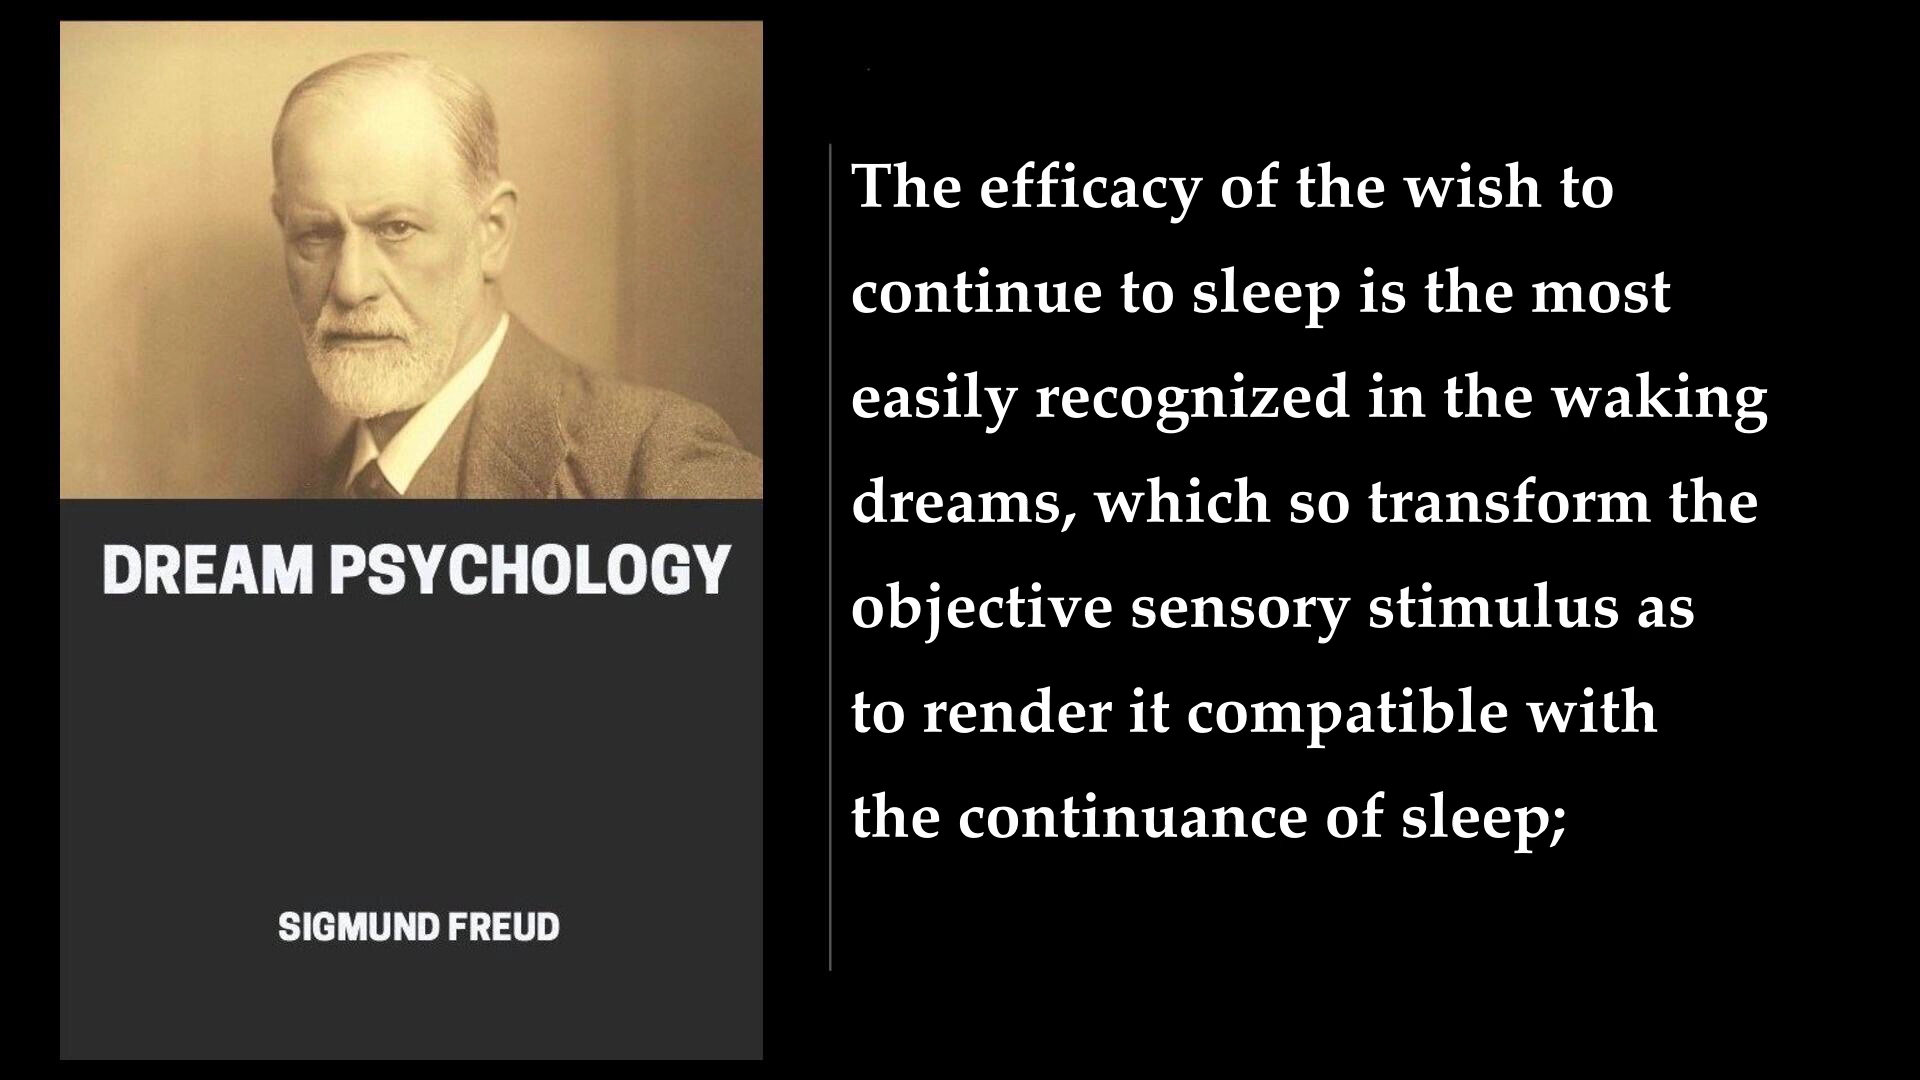 DREAM PSYCHOLOGY
SIGMUND FREUD
The efficacy of the wish to
continue to sleep is the most
easily recognized in the waking
dreams, which so transform the
objective sensory stimulus as
to render it compatible with
the continuance of sleep;